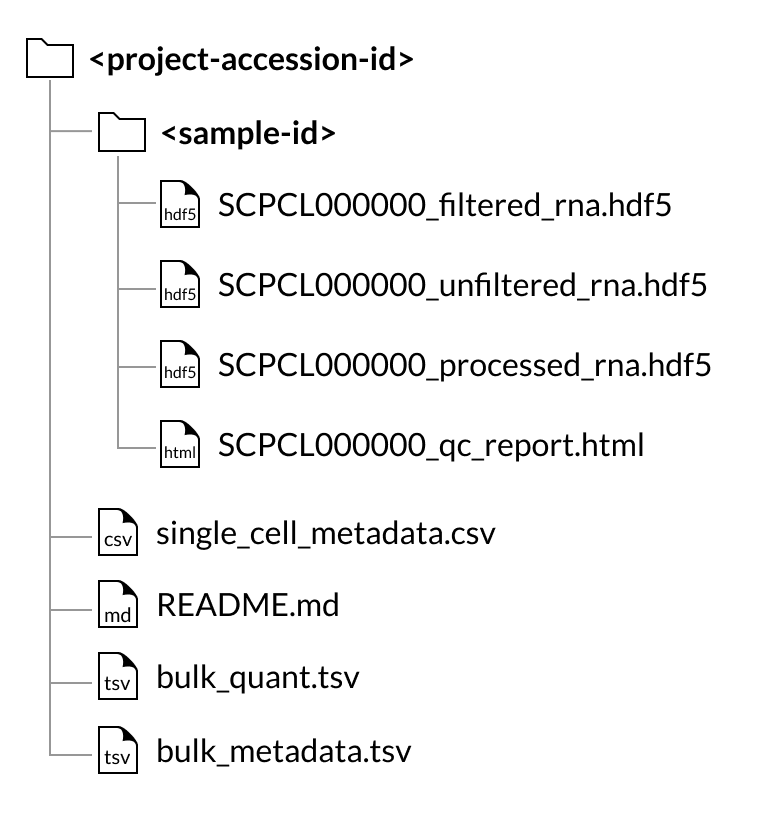 <project-accession-id>
<sample-id>
hdf5 SCPCL000000_filtered_rna.hdf5
hdf5 SCPCL000000_unfiltered_rna.hdf5
hdf5 SCPCL000000_processed_rna.hdf5
html SCPCL000000_qc_report.html
csv single_cell_metadata.csv
md README.md
tsv bulk_quant.tsv
tsv bulk_metadata.tsv